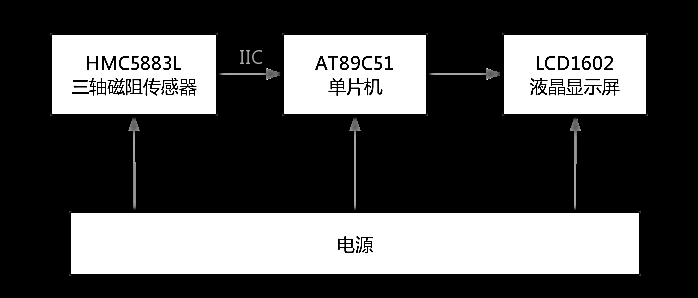 HMC5883L
三轴磁阻传感器
IIC
AT89C51
单片机
LCD1602
液晶显示屏
电源